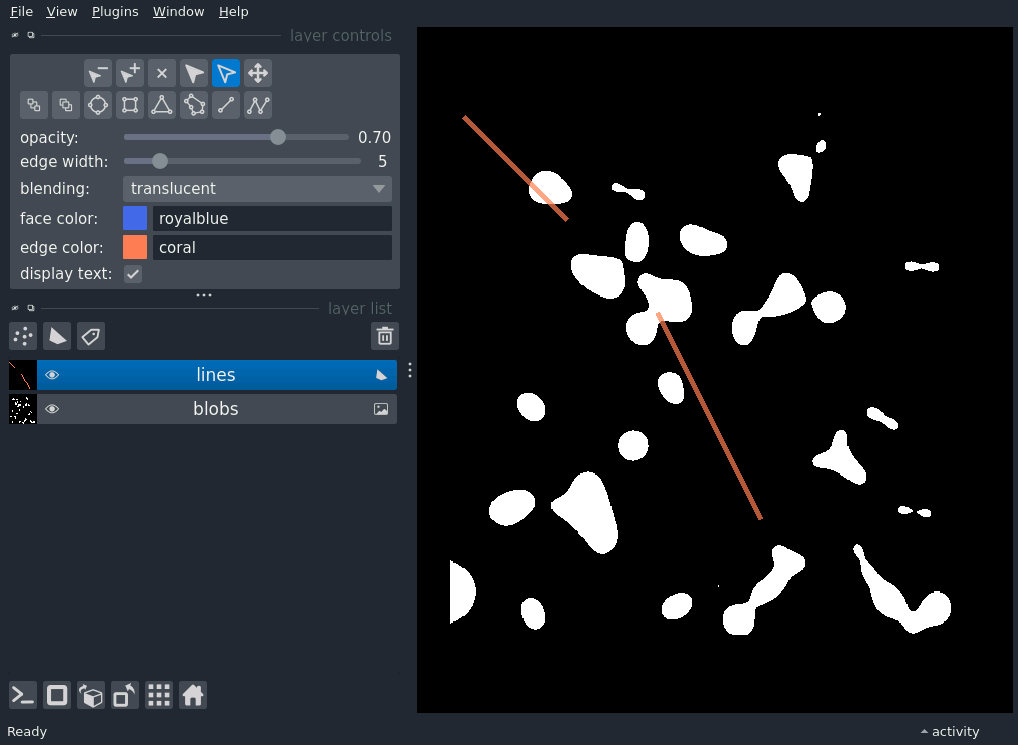 File View Plugins Window Help
layer controls
opacity: 0.70
edge width: 5
blending: translucent
face color: royalblue
edge color: coral
display text:
layer list
lines
blobs
Ready
activity